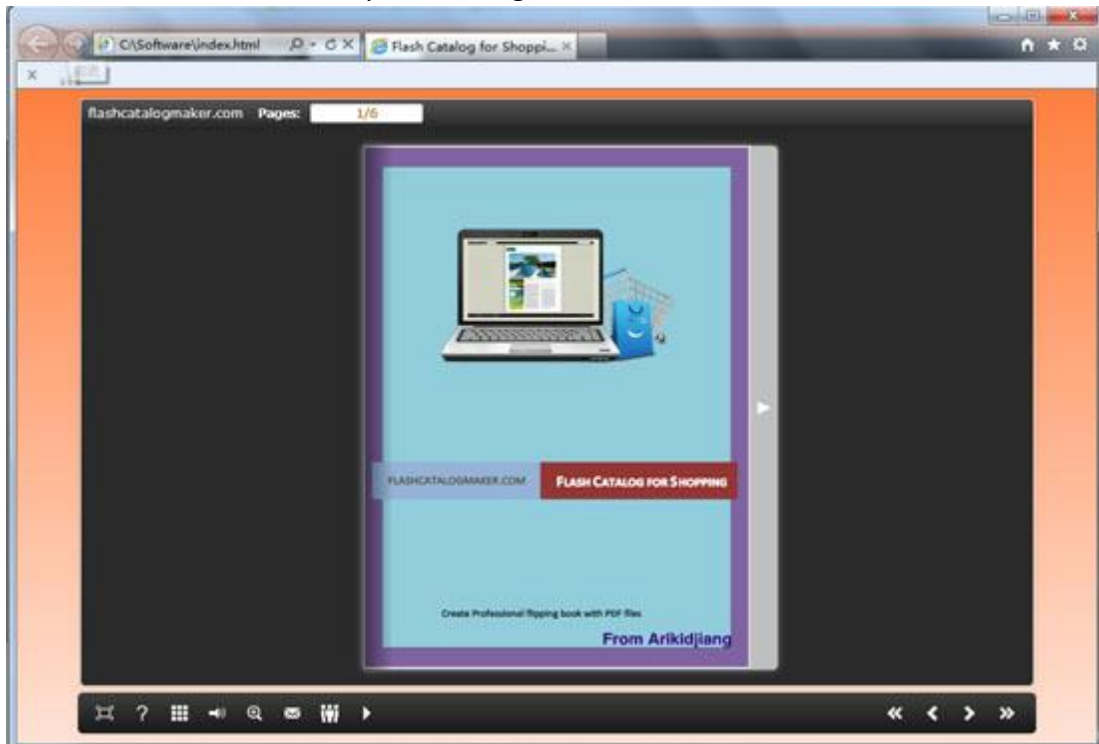 C:\Software\index.html
Flash Catalog for Shoppi...
flashcatalogmaker.com Pages: 1/6
FLASHCATALOGMAKER.COM
FLASH CATALOG FOR SHOPPING
Create Professional flipping book with PDF files
From Arikidjiang